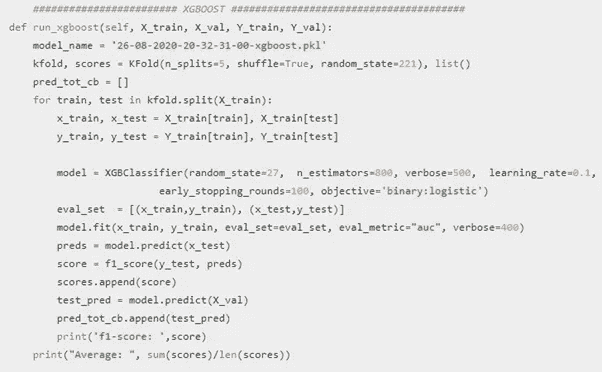 ######################## XGBOOST #######################################
def run_xgboost(self, X_train, X_val, Y_train, Y_val):
    model_name = '26-08-2020-20-32-31-00-xgboost.pkl'
    kfold, scores = KFold(n_splits=5, shuffle=True, random_state=221), list()
    pred_tot_cb = []
    for train, test in kfold.split(X_train):
        x_train, x_test = X_train[train], X_train[test]
        y_train, y_test = Y_train[train], Y_train[test]

        model = XGBClassifier(random_state=27,  n_estimators=800, verbose=500,  learning_rate=0.1,
                         early_stopping_rounds=100, objective='binary:logistic')
        eval_set  = [(x_train,y_train), (x_test,y_test)]
        model.fit(x_train, y_train, eval_set=eval_set, eval_metric="auc", verbose=400)
        preds = model.predict(x_test)
        score = f1_score(y_test, preds)
        scores.append(score)
        test_pred = model.predict(X_val)
        pred_tot_cb.append(test_pred)
        print('f1-score: ',score)
    print("Average: ", sum(scores)/len(scores))